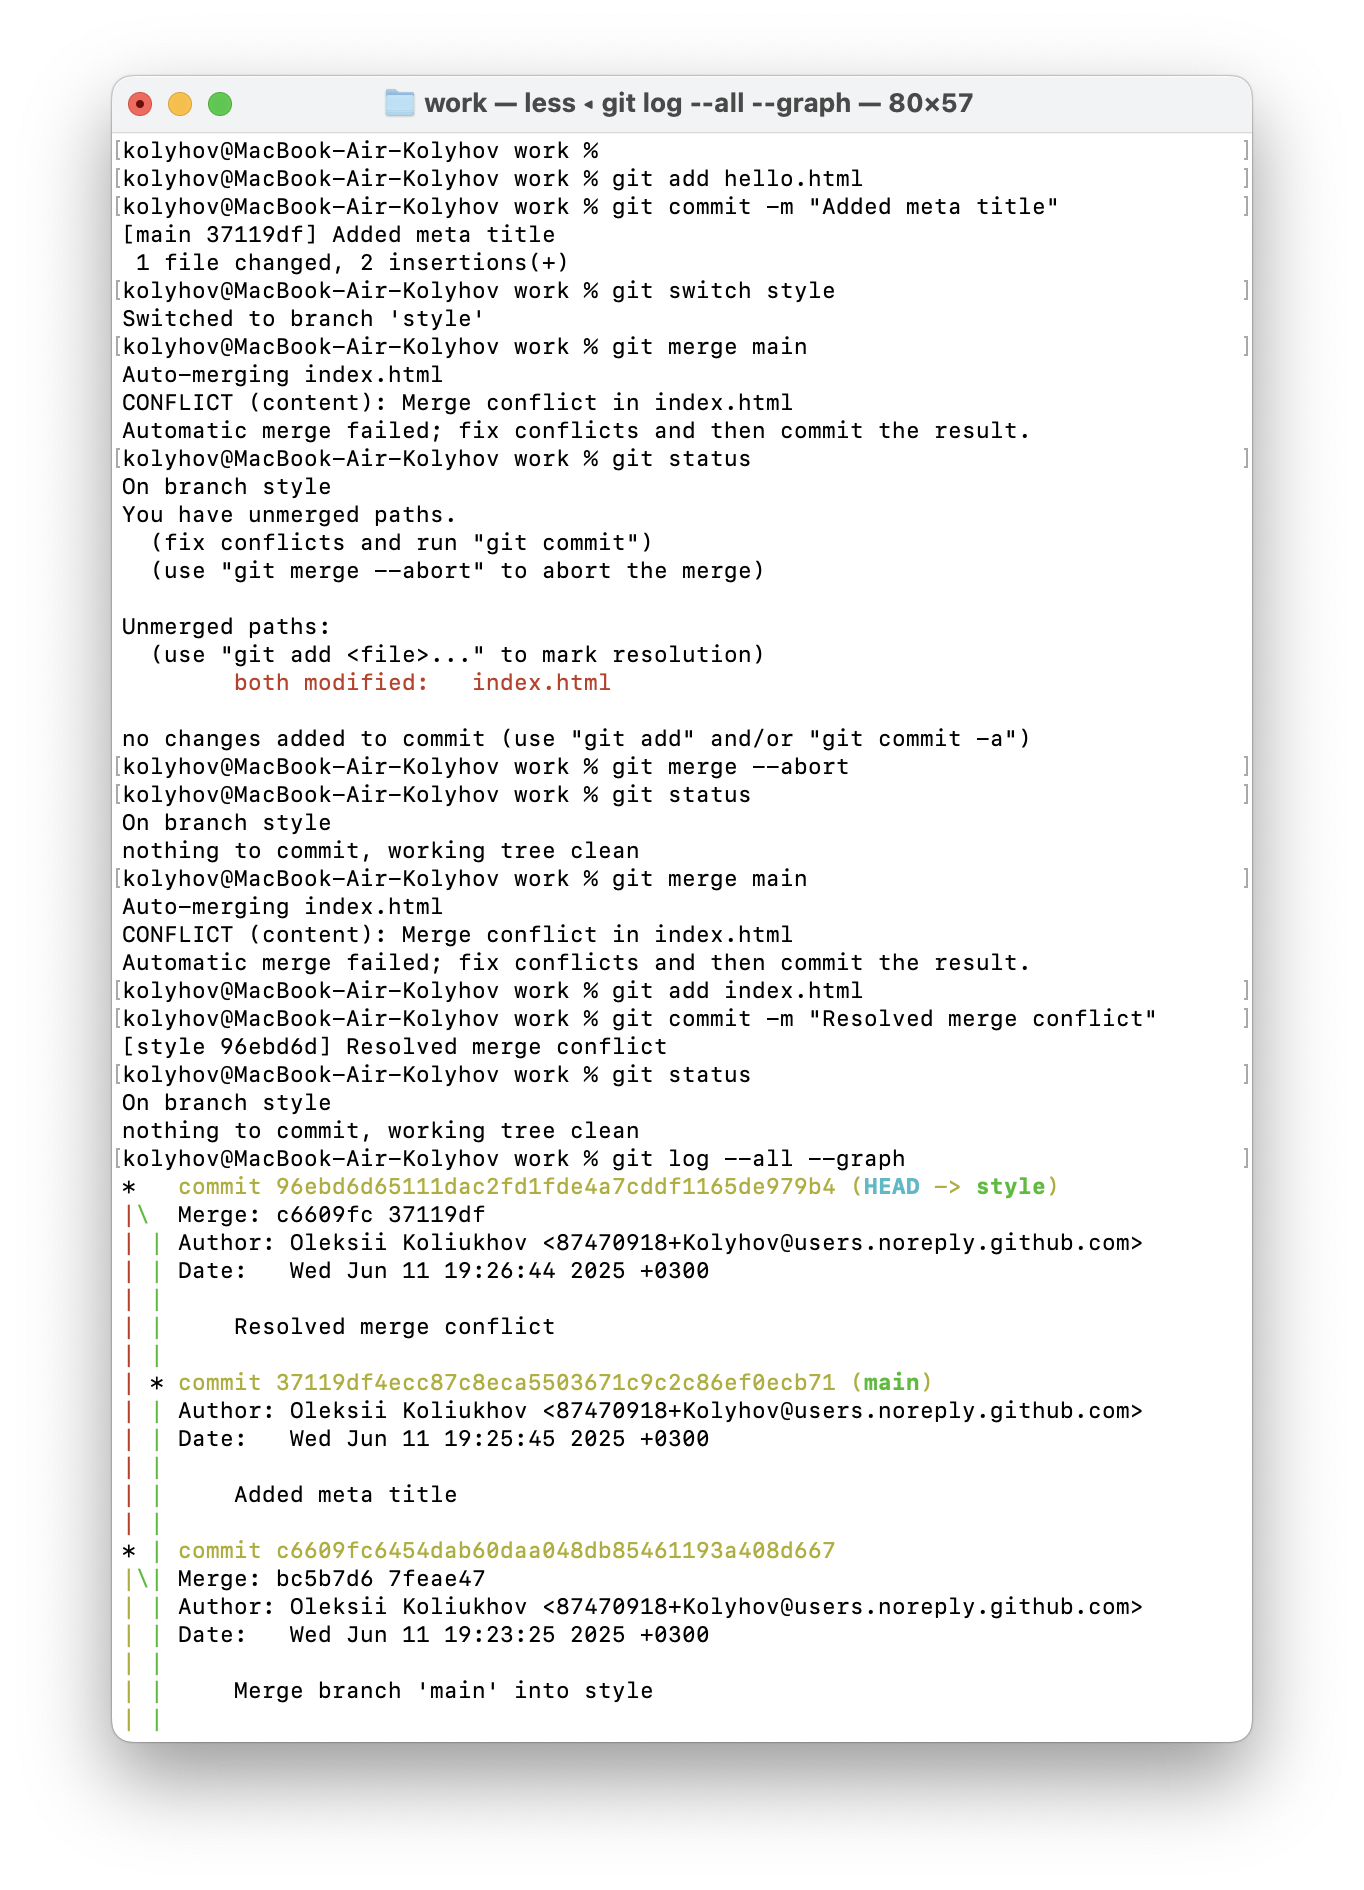 work — less ◂ git log --all --graph — 80×57
[kolyhov@MacBook-Air-Kolyhov work % ]
[kolyhov@MacBook-Air-Kolyhov work % git add hello.html ]
[kolyhov@MacBook-Air-Kolyhov work % git commit -m "Added meta title" ]
[main 37119df] Added meta title
 1 file changed, 2 insertions(+)
[kolyhov@MacBook-Air-Kolyhov work % git switch style ]
Switched to branch 'style'
[kolyhov@MacBook-Air-Kolyhov work % git merge main ]
Auto-merging index.html
CONFLICT (content): Merge conflict in index.html
Automatic merge failed; fix conflicts and then commit the result.
[kolyhov@MacBook-Air-Kolyhov work % git status ]
On branch style
You have unmerged paths.
  (fix conflicts and run "git commit")
  (use "git merge --abort" to abort the merge)
Unmerged paths:
  (use "git add <file>..." to mark resolution)
        both modified:   index.html
no changes added to commit (use "git add" and/or "git commit -a")
[kolyhov@MacBook-Air-Kolyhov work % git merge --abort ]
[kolyhov@MacBook-Air-Kolyhov work % git status ]
On branch style
nothing to commit, working tree clean
[kolyhov@MacBook-Air-Kolyhov work % git merge main ]
Auto-merging index.html
CONFLICT (content): Merge conflict in index.html
Automatic merge failed; fix conflicts and then commit the result.
[kolyhov@MacBook-Air-Kolyhov work % git add index.html ]
[kolyhov@MacBook-Air-Kolyhov work % git commit -m "Resolved merge conflict" ]
[style 96ebd6d] Resolved merge conflict
[kolyhov@MacBook-Air-Kolyhov work % git status ]
On branch style
nothing to commit, working tree clean
[kolyhov@MacBook-Air-Kolyhov work % git log --all --graph ]
*   commit 96ebd6d65111dac2fd1fde4a7cddf1165de979b4 (HEAD -> style)
|\  Merge: c6609fc 37119df
| | Author: Oleksii Koliukhov <87470918+Kolyhov@users.noreply.github.com>
| | Date:   Wed Jun 11 19:26:44 2025 +0300
| |
| |     Resolved merge conflict
| |
| * commit 37119df4ecc87c8eca5503671c9c2c86ef0ecb71 (main)
| | Author: Oleksii Koliukhov <87470918+Kolyhov@users.noreply.github.com>
| | Date:   Wed Jun 11 19:25:45 2025 +0300
| |
| |     Added meta title
| |
* | commit c6609fc6454dab60daa048db85461193a408d667
|\| Merge: bc5b7d6 7feae47
| | Author: Oleksii Koliukhov <87470918+Kolyhov@users.noreply.github.com>
| | Date:   Wed Jun 11 19:23:25 2025 +0300
| |
| |     Merge branch 'main' into style
| |